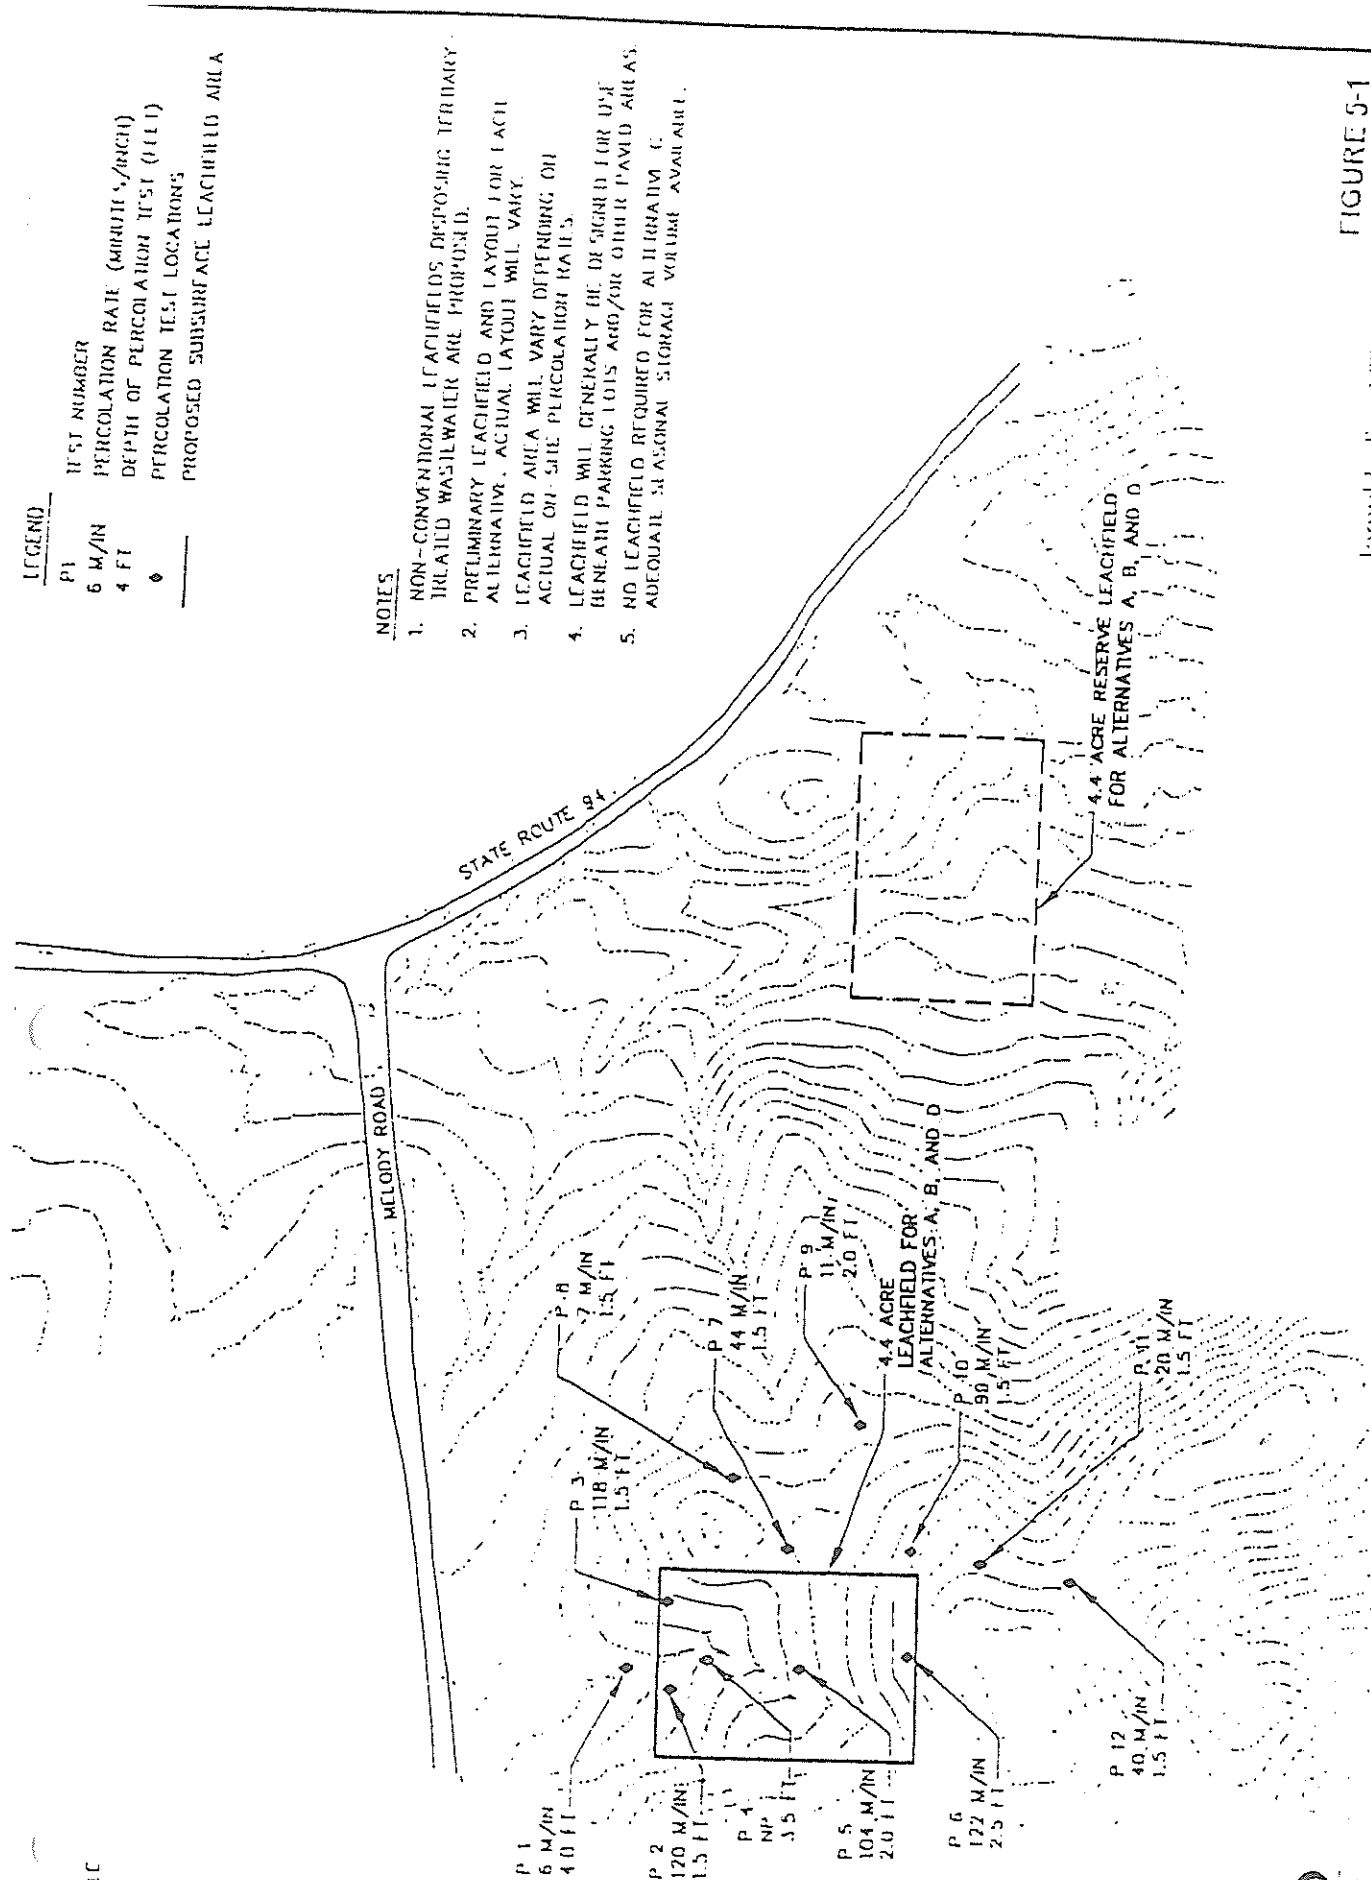 LEGEND
P1 TEST NUMBER
6 M/IN PERCOLATION RATE (MINUTES/INCH)
4 FT DEPTH OF PERCOLATION TEST (FEET)
PERCOLATION TEST LOCATIONS
PROPOSED SUBSURFACE LEACHFIELD AREA
NOTES
1. NON-CONVENTIONAL LEACHFIELDS DISPOSING TERTIARY
TREATED WASTEWATER ARE PROPOSED.
2. PRELIMINARY LEACHFIELD AND LAYOUT FOR EACH
ALTERNATIVE. ACTUAL LAYOUT WILL VARY.
3. LEACHFIELD AREA WILL VARY DEPENDING ON
ACTUAL ON-SITE PERCOLATION RATES.
4. LEACHFIELD WILL GENERALLY BE DESIGNED FOR USE
BENEATH PARKING LOTS AND/OR OTHER PAVED AREAS.
5. NO LEACHFIELD REQUIRED FOR ALTERNATIVE C
ADEQUATE SEASONAL STORAGE VOLUME AVAILABLE.
STATE ROUTE 94
MELODY ROAD
4.4 ACRE RESERVE LEACHFIELD
FOR ALTERNATIVES A, B, AND D
P 8
7 M/IN
1.5 FT
P 3
118 M/IN
1.5 FT
P 7
44 M/IN
1.5 FT
P 9
11 M/IN
2.0 FT
4.4 ACRE
LEACHFIELD FOR
ALTERNATIVES A, B, AND D
P 10
90 M/IN
1.5 FT
P 11
20 M/IN
1.5 FT
P 1
6 M/IN
4.0 FT
P 2
120 M/IN
1.5 FT
P 4
NP
3.5 FT
P 5
104 M/IN
2.0 FT
P 6
122 M/IN
2.5 FT
P 12
40 M/IN
1.5 FT
FIGURE 5-1